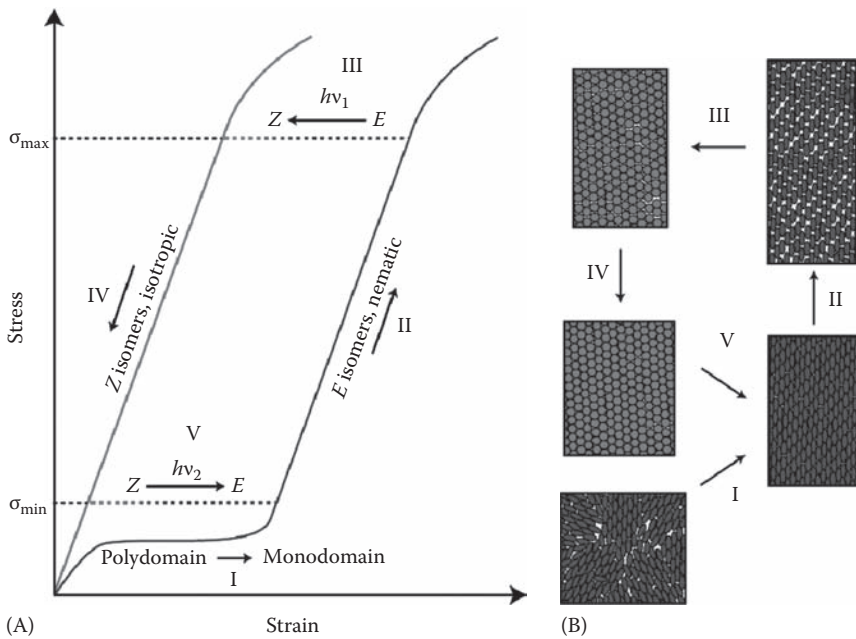 III
hν₁
Z E
σmax
Z isomers, isotropic
IV
E isomers, nematic
II
Stress
V
hν₂
Z E
σmin
Polydomain Monodomain
I
(A) Strain
III
IV
II
V
I
(B)